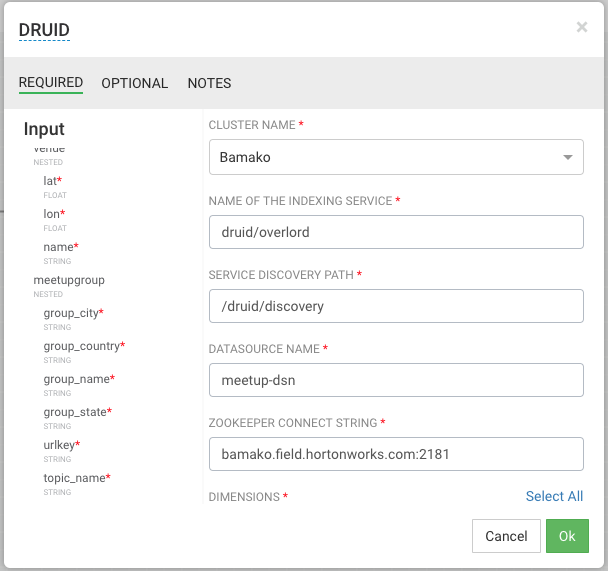 DRUID
×
REQUIRED OPTIONAL NOTES
Input
venue
NESTED
lat*
FLOAT
lon*
FLOAT
name*
STRING
meetupgroup
NESTED
group_city*
STRING
group_country*
STRING
group_name*
STRING
group_state*
STRING
urlkey*
STRING
topic_name*
STRING
CLUSTER NAME *
Bamako
NAME OF THE INDEXING SERVICE *
druid/overlord
SERVICE DISCOVERY PATH *
/druid/discovery
DATASOURCE NAME *
meetup-dsn
ZOOKEEPER CONNECT STRING *
bamako.field.hortonworks.com:2181
DIMENSIONS * Select All
Cancel Ok